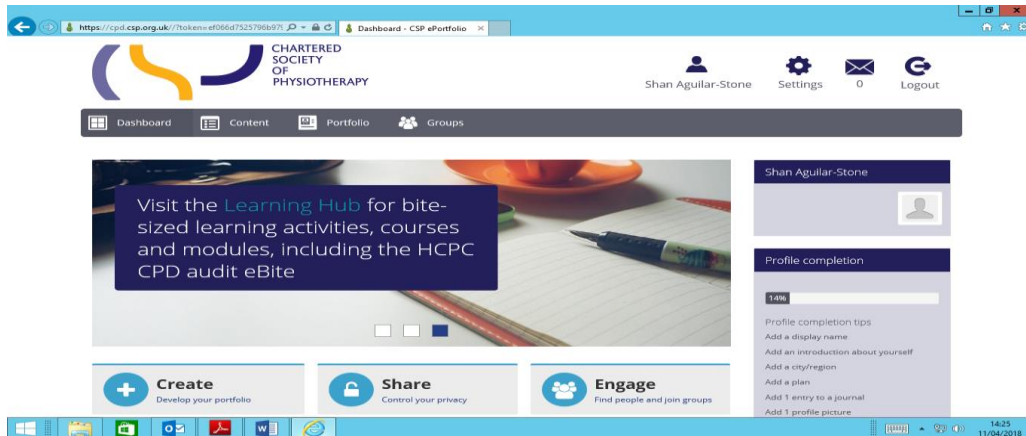 https://cpd.csp.org.uk//?token=ef066d7525796b979
Dashboard - CSP ePortfolio
CHARTERED
SOCIETY
OF
PHYSIOTHERAPY
Shan Aguilar-Stone
Settings
0
Logout
Dashboard
Content
Portfolio
Groups
Visit the Learning Hub for bite-
sized learning activities, courses
and modules, including the HCPC
CPD audit eBite
Shan Aguilar-Stone
Profile completion
14%
Profile completion tips
Add a display name
Add an introduction about yourself
Add a city/region
Add a plan
Add 1 entry to a journal
Add 1 profile picture
Create
Develop your portfolio
Share
Control your privacy
Engage
Find people and join groups
14:25
11/04/2018